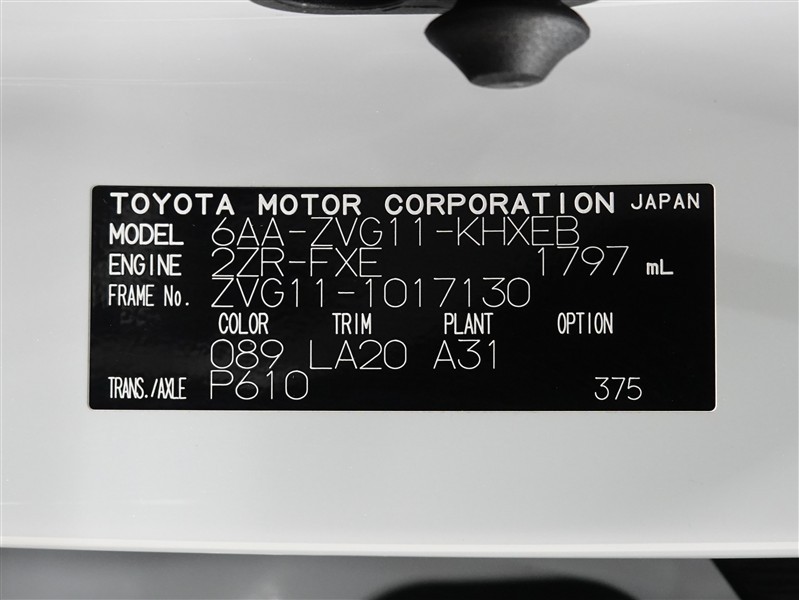 TOYOTA MOTOR CORPORATION JAPAN
MODEL 6AA-ZVG11-KHXEB
ENGINE 2ZR-FXE 1797 mL
FRAME No. ZVG11-1017130
COLOR TRIM PLANT OPTION
089 LA20 A31
TRANS./AXLE P610 375